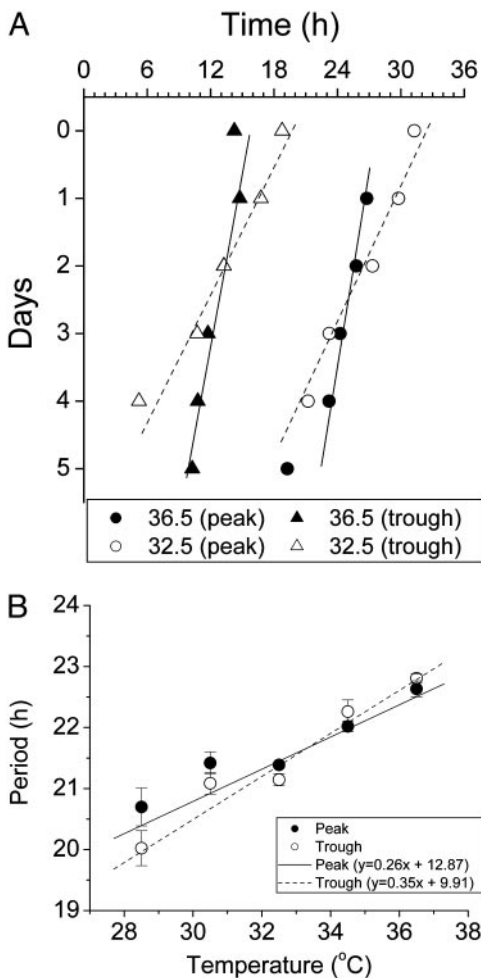 A
Time (h)
0 6 12 18 24 30 36
Days
0
1
2
3
4
5
36.5 (peak) 36.5 (trough)
32.5 (peak) 32.5 (trough)
B
Period (h)
24
23
22
21
20
19
Peak
Trough
Peak (y=0.26x + 12.87)
Trough (y=0.35x + 9.91)
28 30 32 34 36 38
Temperature (°C)